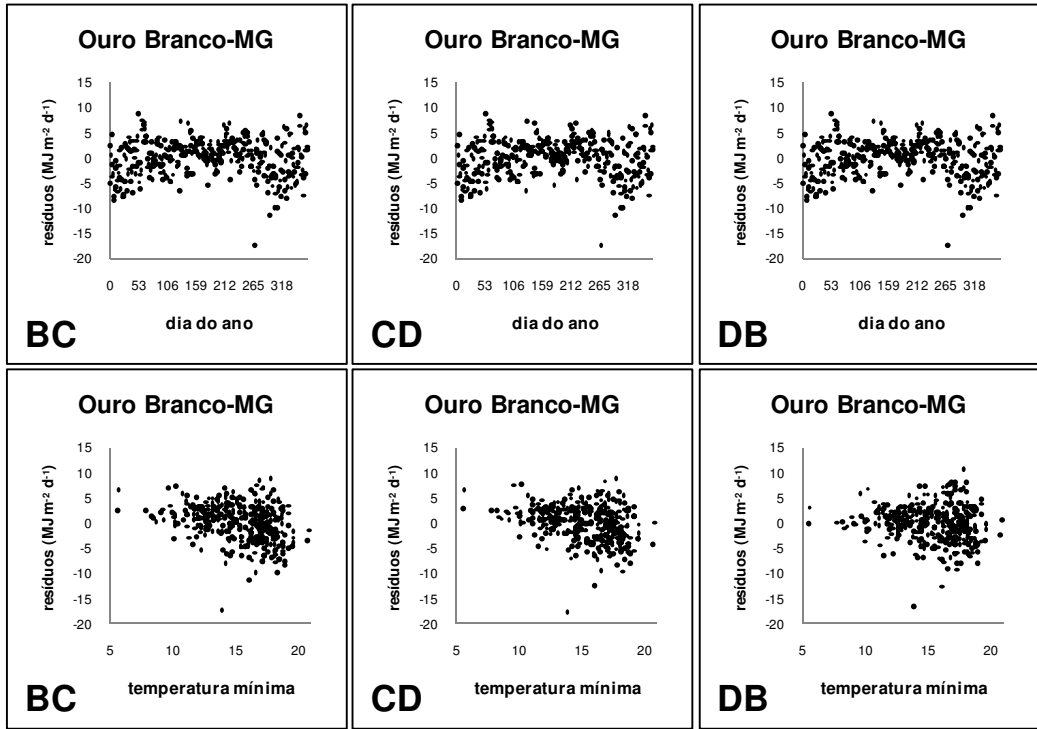 Ouro Branco-MG
resíduos (MJ m⁻² d⁻¹)
15
10
5
0
-5
-10
-15
-20
0 53 106 159 212 265 318
dia do ano
BC
Ouro Branco-MG
resíduos (MJ m⁻² d⁻¹)
15
10
5
0
-5
-10
-15
-20
0 53 106 159 212 265 318
dia do ano
CD
Ouro Branco-MG
resíduos (MJ m⁻² d⁻¹)
15
10
5
0
-5
-10
-15
-20
0 53 106 159 212 265 318
dia do ano
DB
Ouro Branco-MG
resíduos (MJ m⁻² d⁻¹)
15
10
5
0
-5
-10
-15
-20
5 10 15 20
temperatura mínima
BC
Ouro Branco-MG
resíduos (MJ m⁻² d⁻¹)
15
10
5
0
-5
-10
-15
-20
5 10 15 20
temperatura mínima
CD
Ouro Branco-MG
resíduos (MJ m⁻² d⁻¹)
15
10
5
0
-5
-10
-15
-20
5 10 15 20
temperatura mínima
DB